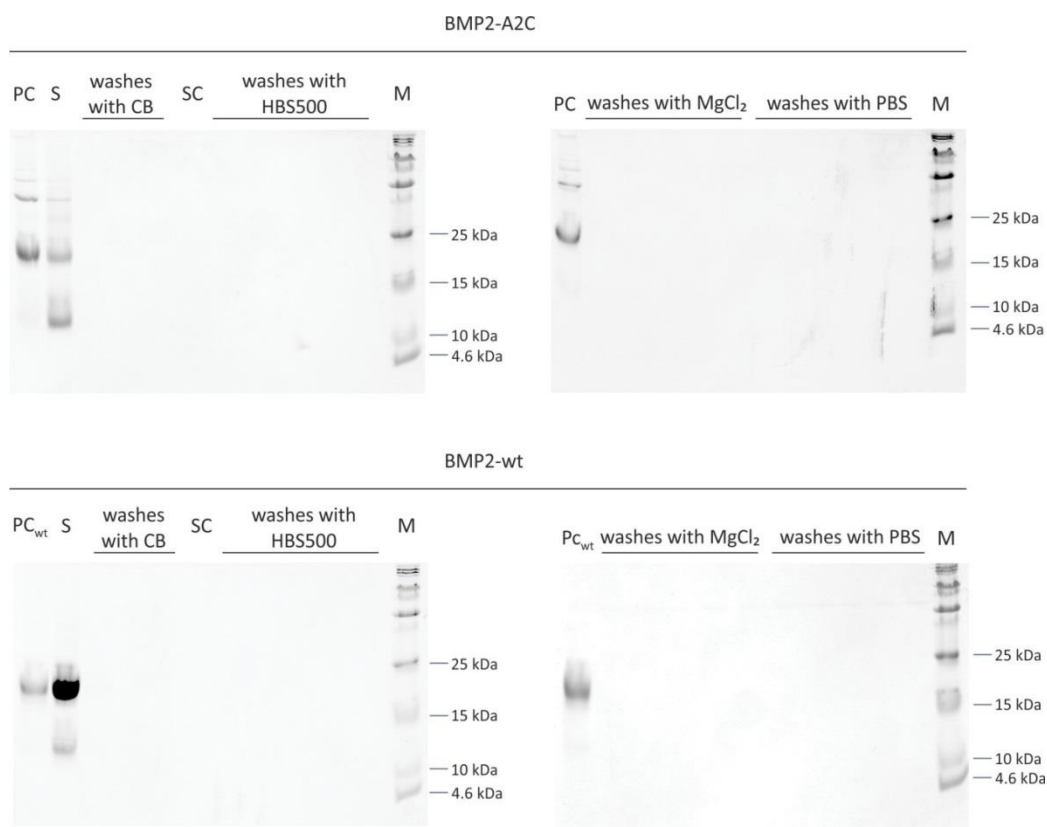 BMP2-A2C
PC S washes with CB SC washes with HBS500 M
25 kDa
15 kDa
10 kDa
4.6 kDa
PC washes with MgCl₂ washes with PBS M
25 kDa
15 kDa
10 kDa
4.6 kDa
BMP2-wt
PCwt S washes with CB SC washes with HBS500 M
25 kDa
15 kDa
10 kDa
4.6 kDa
Pcwt washes with MgCl₂ washes with PBS M
25 kDa
15 kDa
10 kDa
4.6 kDa